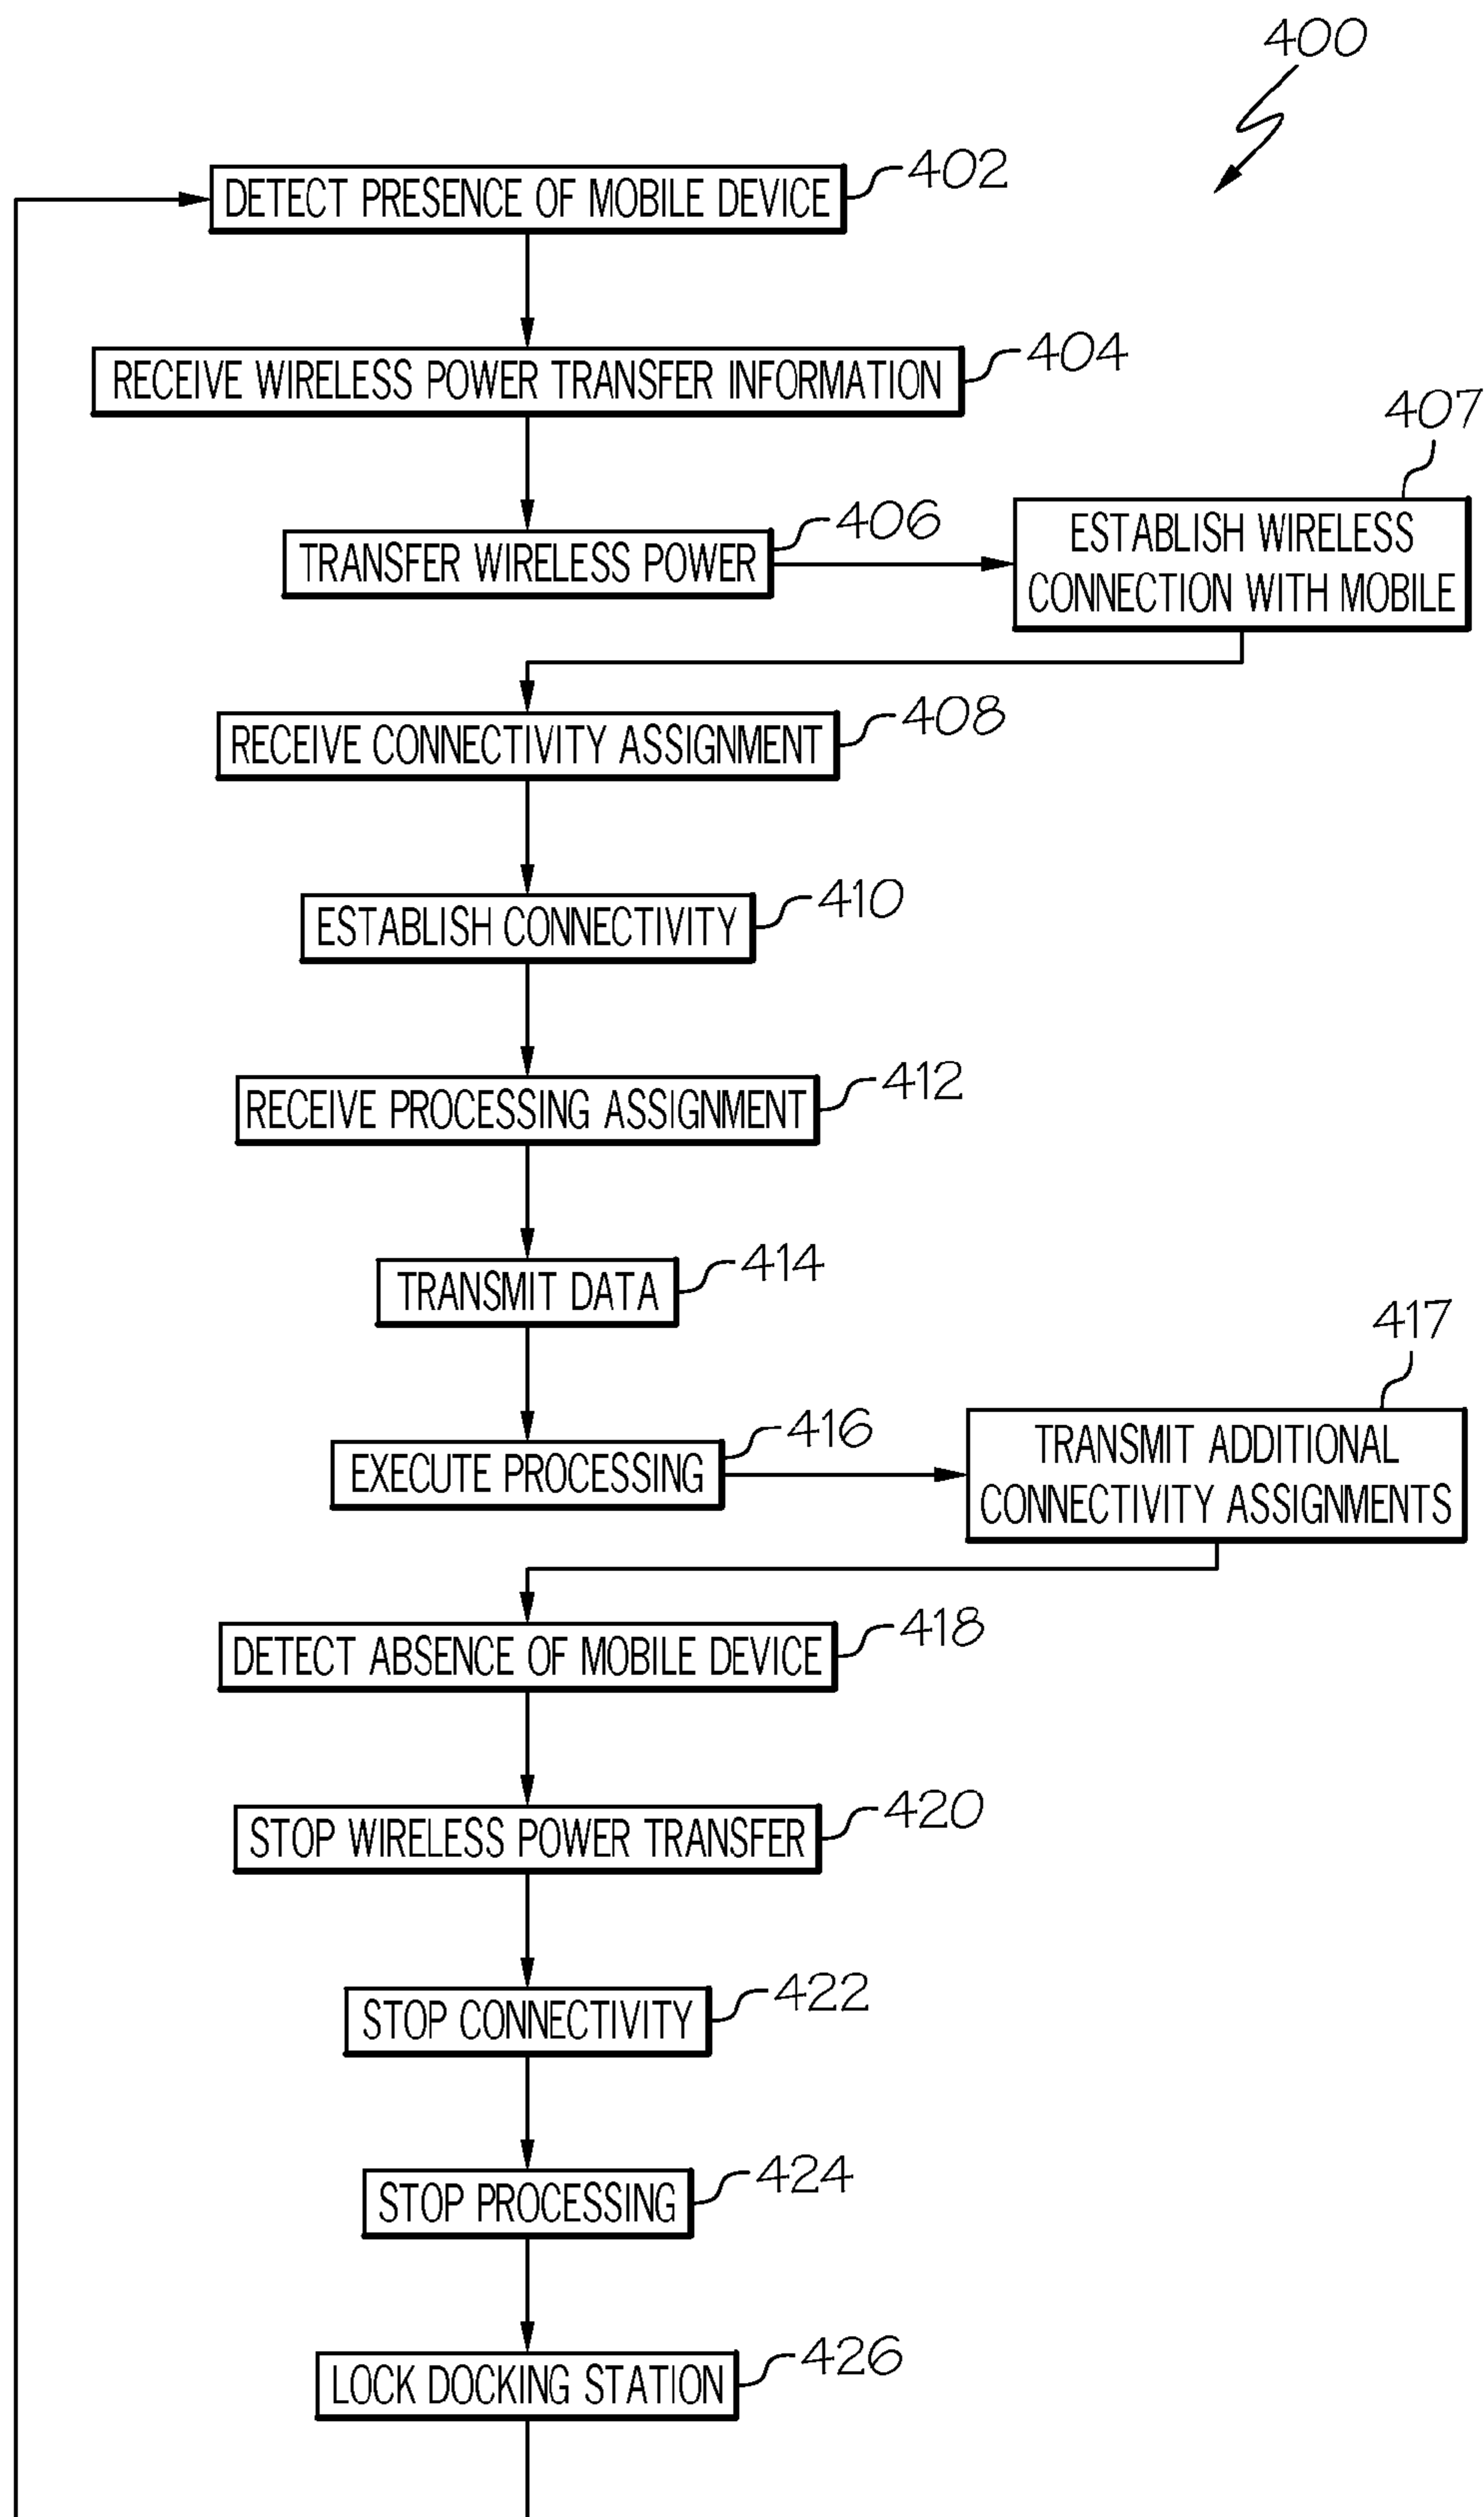 400
DETECT PRESENCE OF MOBILE DEVICE
402
RECEIVE WIRELESS POWER TRANSFER INFORMATION
404
TRANSFER WIRELESS POWER
406
407
ESTABLISH WIRELESS
CONNECTION WITH MOBILE
RECEIVE CONNECTIVITY ASSIGNMENT
408
ESTABLISH CONNECTIVITY
410
RECEIVE PROCESSING ASSIGNMENT
412
TRANSMIT DATA
414
EXECUTE PROCESSING
416
417
TRANSMIT ADDITIONAL
CONNECTIVITY ASSIGNMENTS
DETECT ABSENCE OF MOBILE DEVICE
418
STOP WIRELESS POWER TRANSFER
420
STOP CONNECTIVITY
422
STOP PROCESSING
424
LOCK DOCKING STATION
426